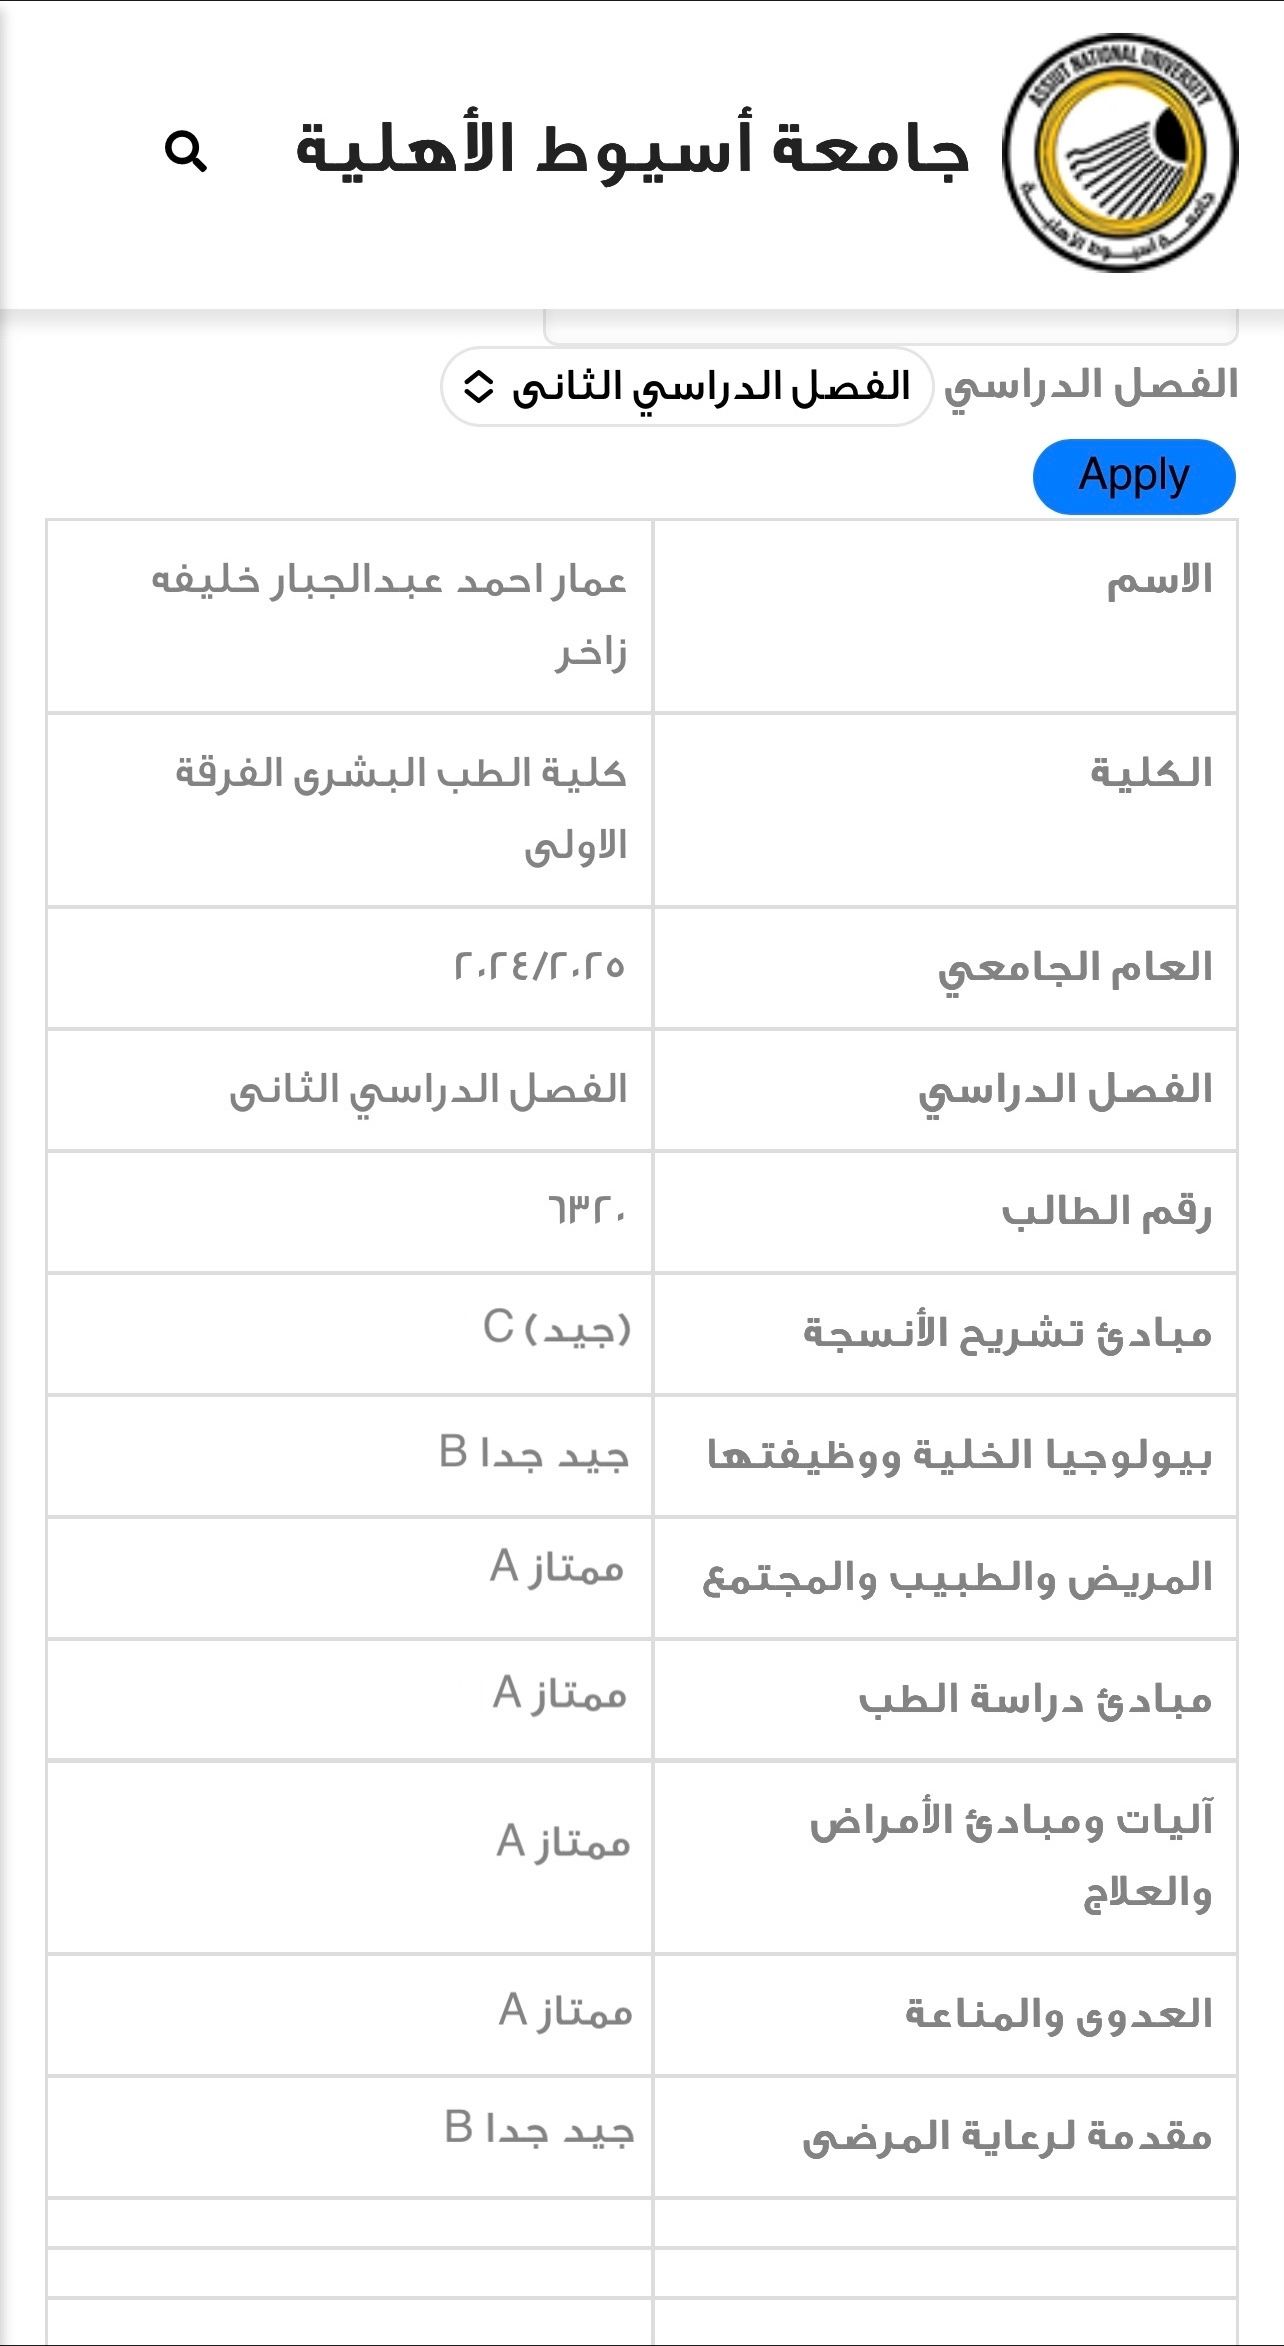 ASSIUT NATIONAL UNIVERSITY
جامعة أسيوط الأهلية
جامعة أسيوط الأهلية
الفصل الدراسي الفصل الدراسي الثانى
Apply
الاسم عمار احمد عبدالجبار خليفه
زاخر
الكلية كلية الطب البشرى الفرقة
الاولى
العام الجامعي ٢٠٢٤/٢٠٢٥
الفصل الدراسي الفصل الدراسي الثانى
رقم الطالب ٦٣٢٠
مبادئ تشريح الأنسجة (جيد) C
بيولوجيا الخلية ووظيفتها جيد جدا B
المريض والطبيب والمجتمع ممتاز A
مبادئ دراسة الطب ممتاز A
آليات ومبادئ الأمراض
والعلاج ممتاز A
العدوى والمناعة ممتاز A
مقدمة لرعاية المرضى جيد جدا B